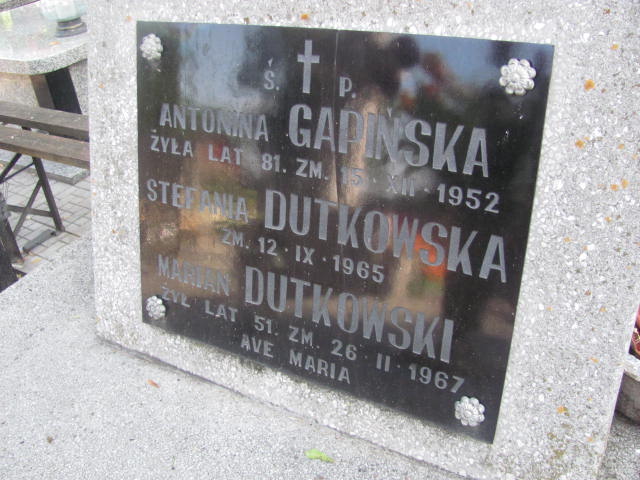 Ś. P.
ANTONINA GAPIŃSKA
ŻYŁA LAT 81. ZM. 15 · XII · 1952
STEFANIA DUTKOWSKA
ZM. 12 · IX · 1965
MARIAN DUTKOWSKI
ŻYŁ LAT 51. ZM. 26 · II · 1967
AVE MARIA